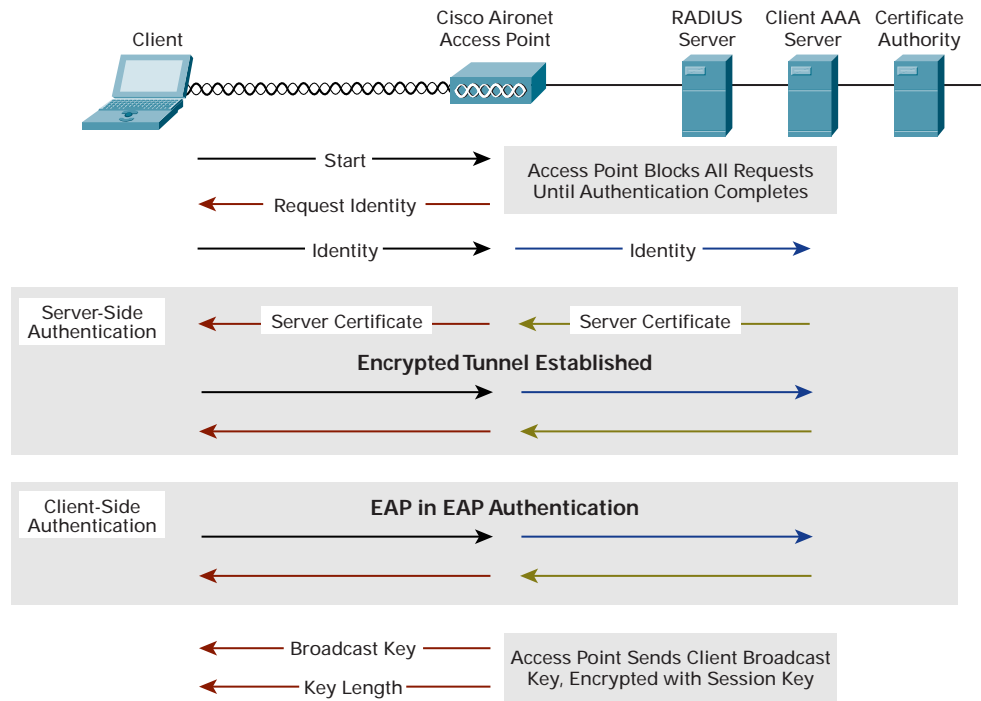 Client
Cisco Aironet
Access Point
RADIUS
Server
Client AAA
Server
Certificate
Authority
Start
Access Point Blocks All Requests
Until Authentication Completes
Request Identity
Identity
Identity
Server-Side
Authentication
Server Certificate
Server Certificate
Encrypted Tunnel Established
Client-Side
Authentication
EAP in EAP Authentication
Broadcast Key
Access Point Sends Client Broadcast
Key, Encrypted with Session Key
Key Length